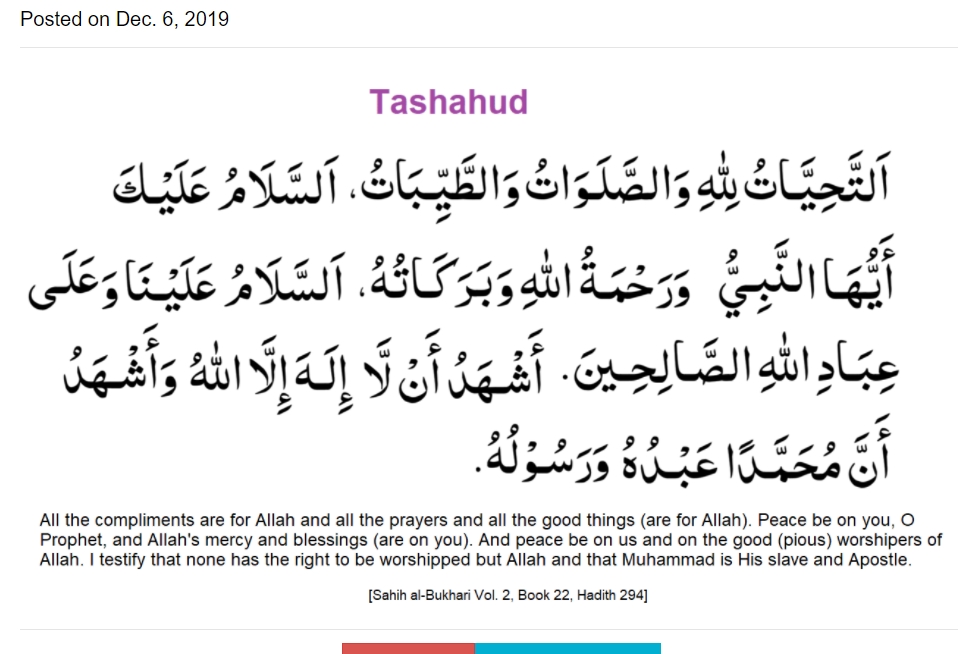 Posted on Dec. 6, 2019
Tashahud
اَلتَّحِيَّاتُ لِلّٰهِ وَالصَّلَوَاتُ وَالطَّيِّبَاتُ، اَلسَّلَامُ عَلَيْكَ
أَيُّهَا النَّبِيُّ وَرَحْمَةُ اللّٰهِ وَبَرَكَاتُهُ، اَلسَّلَامُ عَلَيْنَا وَعَلَى
عِبَادِ اللّٰهِ الصَّالِحِينَ. أَشْهَدُ أَنْ لَّا إِلَهَ إِلَّا اللّٰهُ وَأَشْهَدُ
أَنَّ مُحَمَّدًا عَبْدُهُ وَرَسُوْلُهُ.
All the compliments are for Allah and all the prayers and all the good things (are for Allah). Peace be on you, O
Prophet, and Allah's mercy and blessings (are on you). And peace be on us and on the good (pious) worshipers of
Allah. I testify that none has the right to be worshipped but Allah and that Muhammad is His slave and Apostle.
[Sahih al-Bukhari Vol. 2, Book 22, Hadith 294]